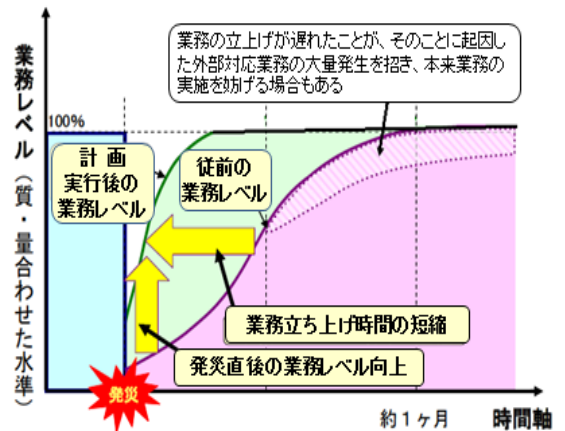 業務の立上げが遅れたことが、そのことに起因し
た外部対応業務の大量発生を招き、本来業務の
実施を妨げる場合もある
業務レベル（質・量合わせた水準）
100%
計 画
実行後の
業務レベル
従前の
業務レベル
業務立ち上げ時間の短縮
発災直後の業務レベル向上
発災
約１ヶ月
時間軸